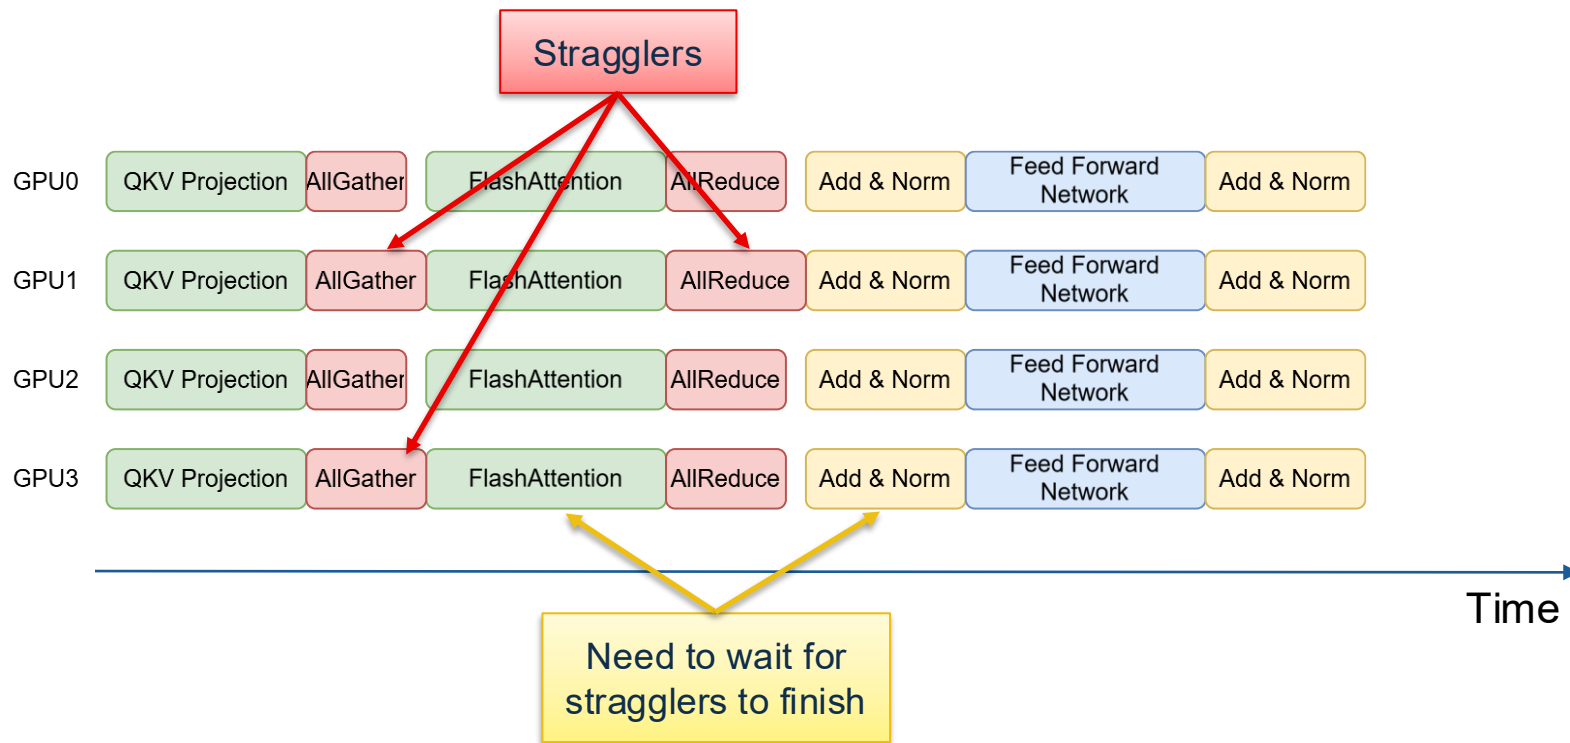 Stragglers
GPU0
QKV Projection
AllGather
FlashAttention
AllReduce
Add & Norm
Feed Forward
Network
Add & Norm
GPU1
QKV Projection
AllGather
FlashAttention
AllReduce
Add & Norm
Feed Forward
Network
Add & Norm
GPU2
QKV Projection
AllGather
FlashAttention
AllReduce
Add & Norm
Feed Forward
Network
Add & Norm
GPU3
QKV Projection
AllGather
FlashAttention
AllReduce
Add & Norm
Feed Forward
Network
Add & Norm
Time
Need to wait for
stragglers to finish